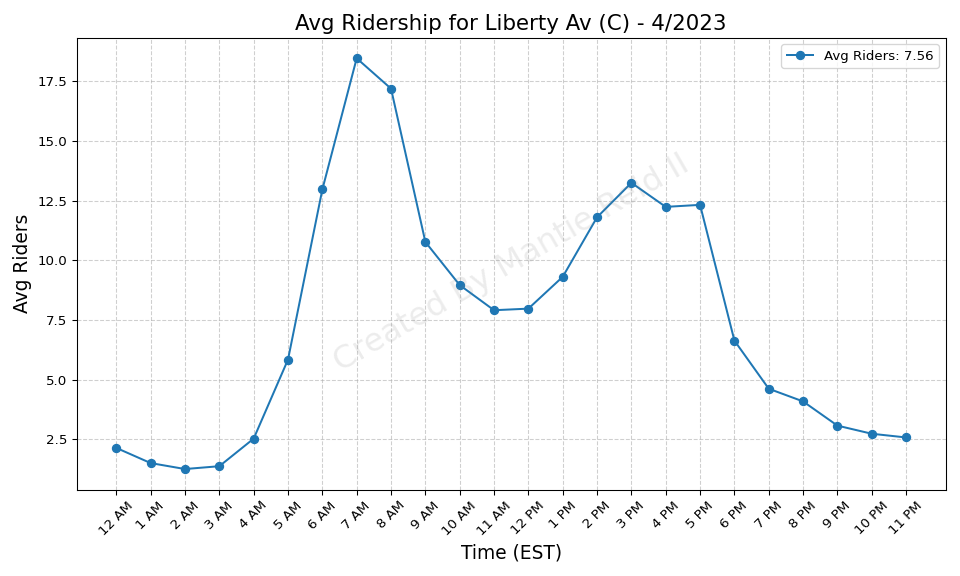 Avg Ridership for Liberty Av (C) - 4/2023
Avg Riders: 7.56
Avg Riders
17.5
15.0
12.5
10.0
7.5
5.0
2.5
Created By Mantie Reid II
12 AM 1 AM 2 AM 3 AM 4 AM 5 AM 6 AM 7 AM 8 AM 9 AM 10 AM 11 AM 12 PM 1 PM 2 PM 3 PM 4 PM 5 PM 6 PM 7 PM 8 PM 9 PM 10 PM 11 PM
Time (EST)